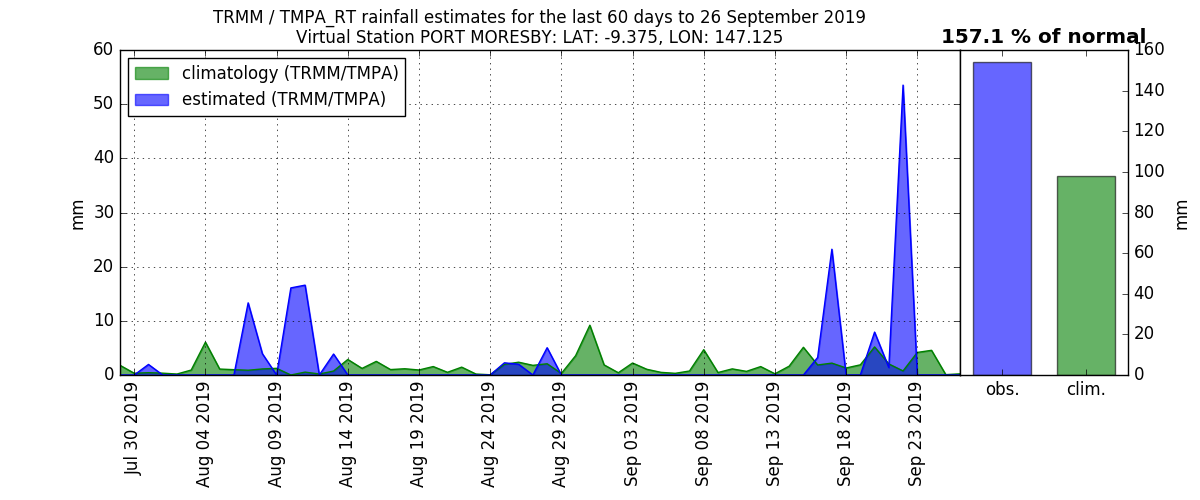 TRMM / TMPA_RT rainfall estimates for the last 60 days to 26 September 2019
Virtual Station PORT MORESBY: LAT: -9.375, LON: 147.125
157.1 % of normal
climatology (TRMM/TMPA)
estimated (TRMM/TMPA)
mm
60
50
40
30
20
10
0
Jul 30 2019
Aug 04 2019
Aug 09 2019
Aug 14 2019
Aug 19 2019
Aug 24 2019
Aug 29 2019
Sep 03 2019
Sep 08 2019
Sep 13 2019
Sep 18 2019
Sep 23 2019
obs.
clim.
160
140
120
100
80
60
40
20
0
mm